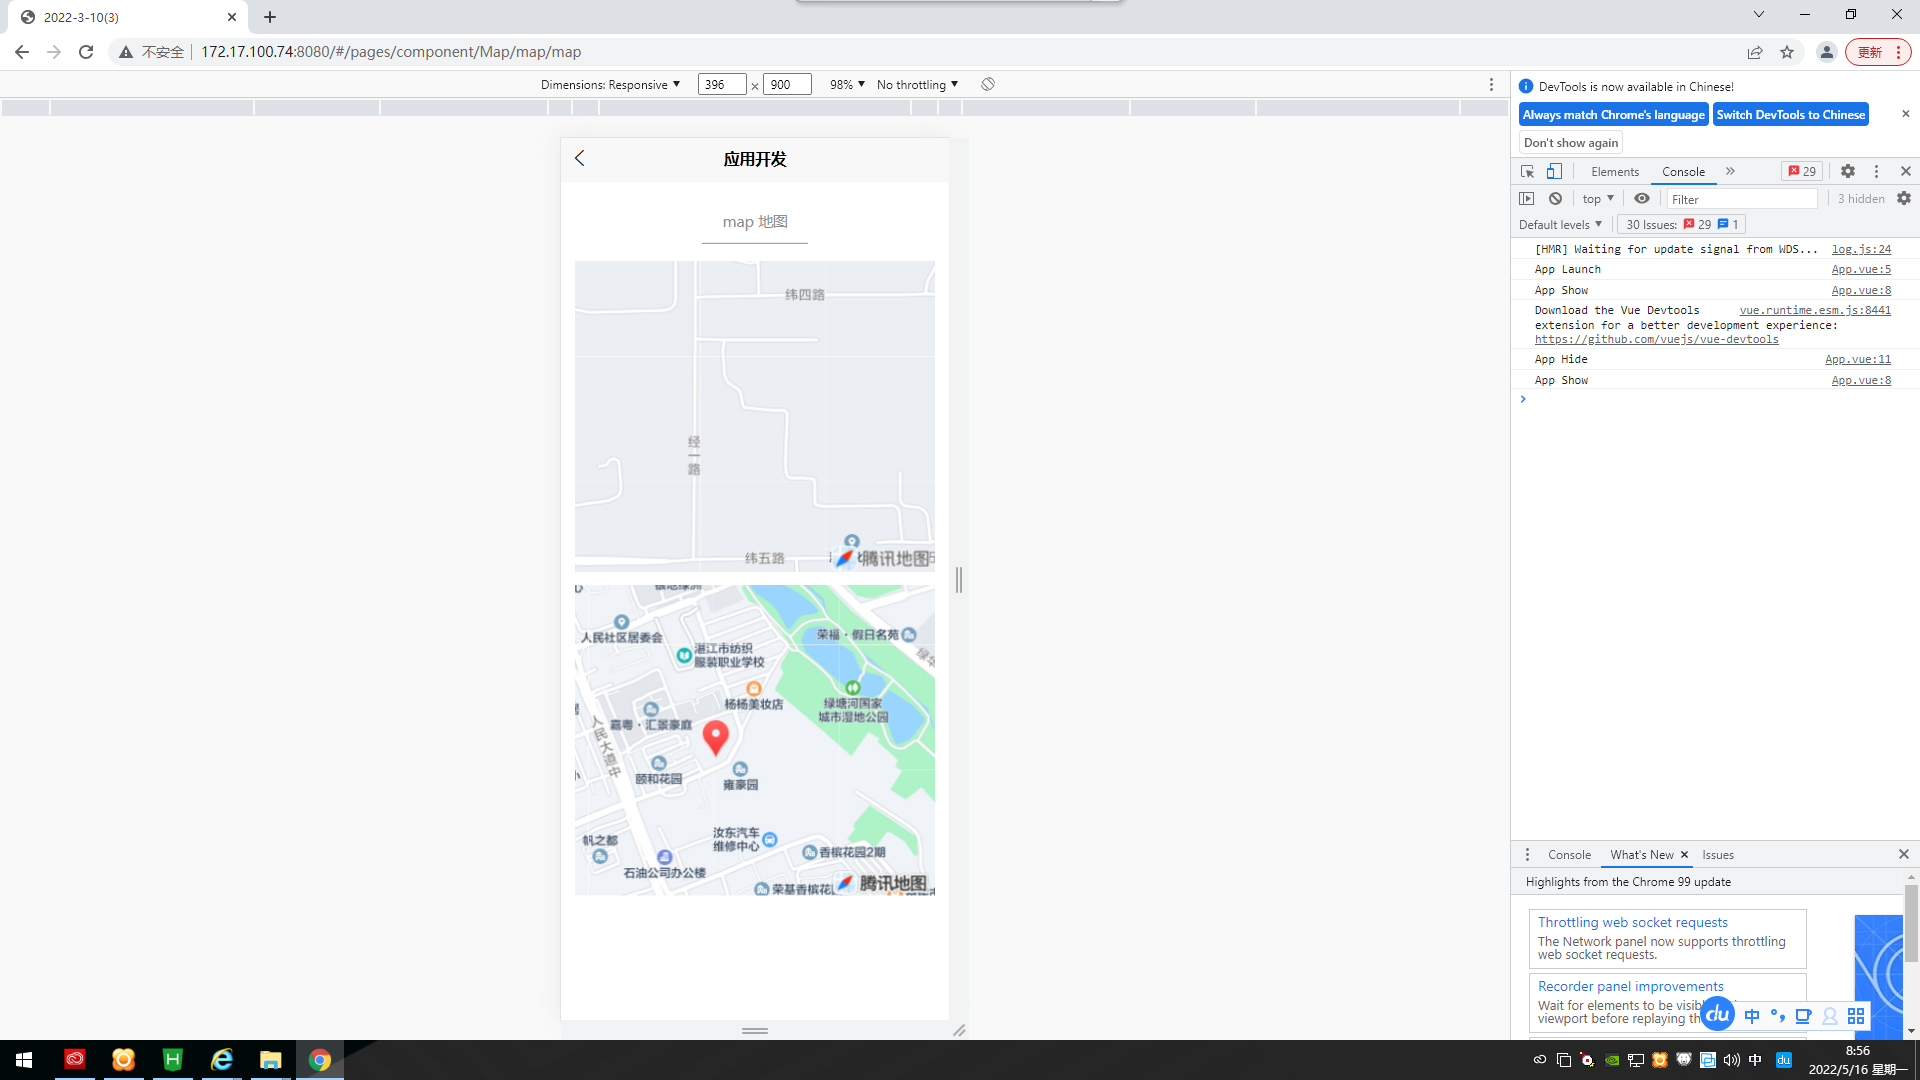 2022-3-10(3)
不安全
172.17.100.74:8080/#/pages/component/Map/map/map
更新
Dimensions: Responsive
396 × 900
98%
No throttling
应用开发
map 地图
纬四路
经一路
纬五路
腾讯地图
人民社区居委会
湛江市纺织
服装职业学校
荣福·假日名苑
杨杨美妆店
绿塘河国家
城市湿地公园
嘉粤·汇景豪庭
人民大道中
颐和花园
雍豪园
汝东汽车
维修中心
帆之都
香槟花园2期
石油公司办公楼
荣基香槟花
腾讯地图
DevTools is now available in Chinese!
Always match Chrome's language
Switch DevTools to Chinese
Don't show again
Elements
Console
29
top
Filter
3 hidden
Default levels
30 Issues: 29 1
[HMR] Waiting for update signal from WDS... log.js:24
App Launch App.vue:5
App Show App.vue:8
Download the Vue Devtools vue.runtime.esm.js:8441
extension for a better development experience:
https://github.com/vuejs/vue-devtools
App Hide App.vue:11
App Show App.vue:8
Console
What's New
Issues
Highlights from the Chrome 99 update
Throttling web socket requests
The Network panel now supports throttling
web socket requests.
Recorder panel improvements
Wait for elements to be visib
viewport before replaying th
du 中
中 du
8:56
2022/5/16 星期一